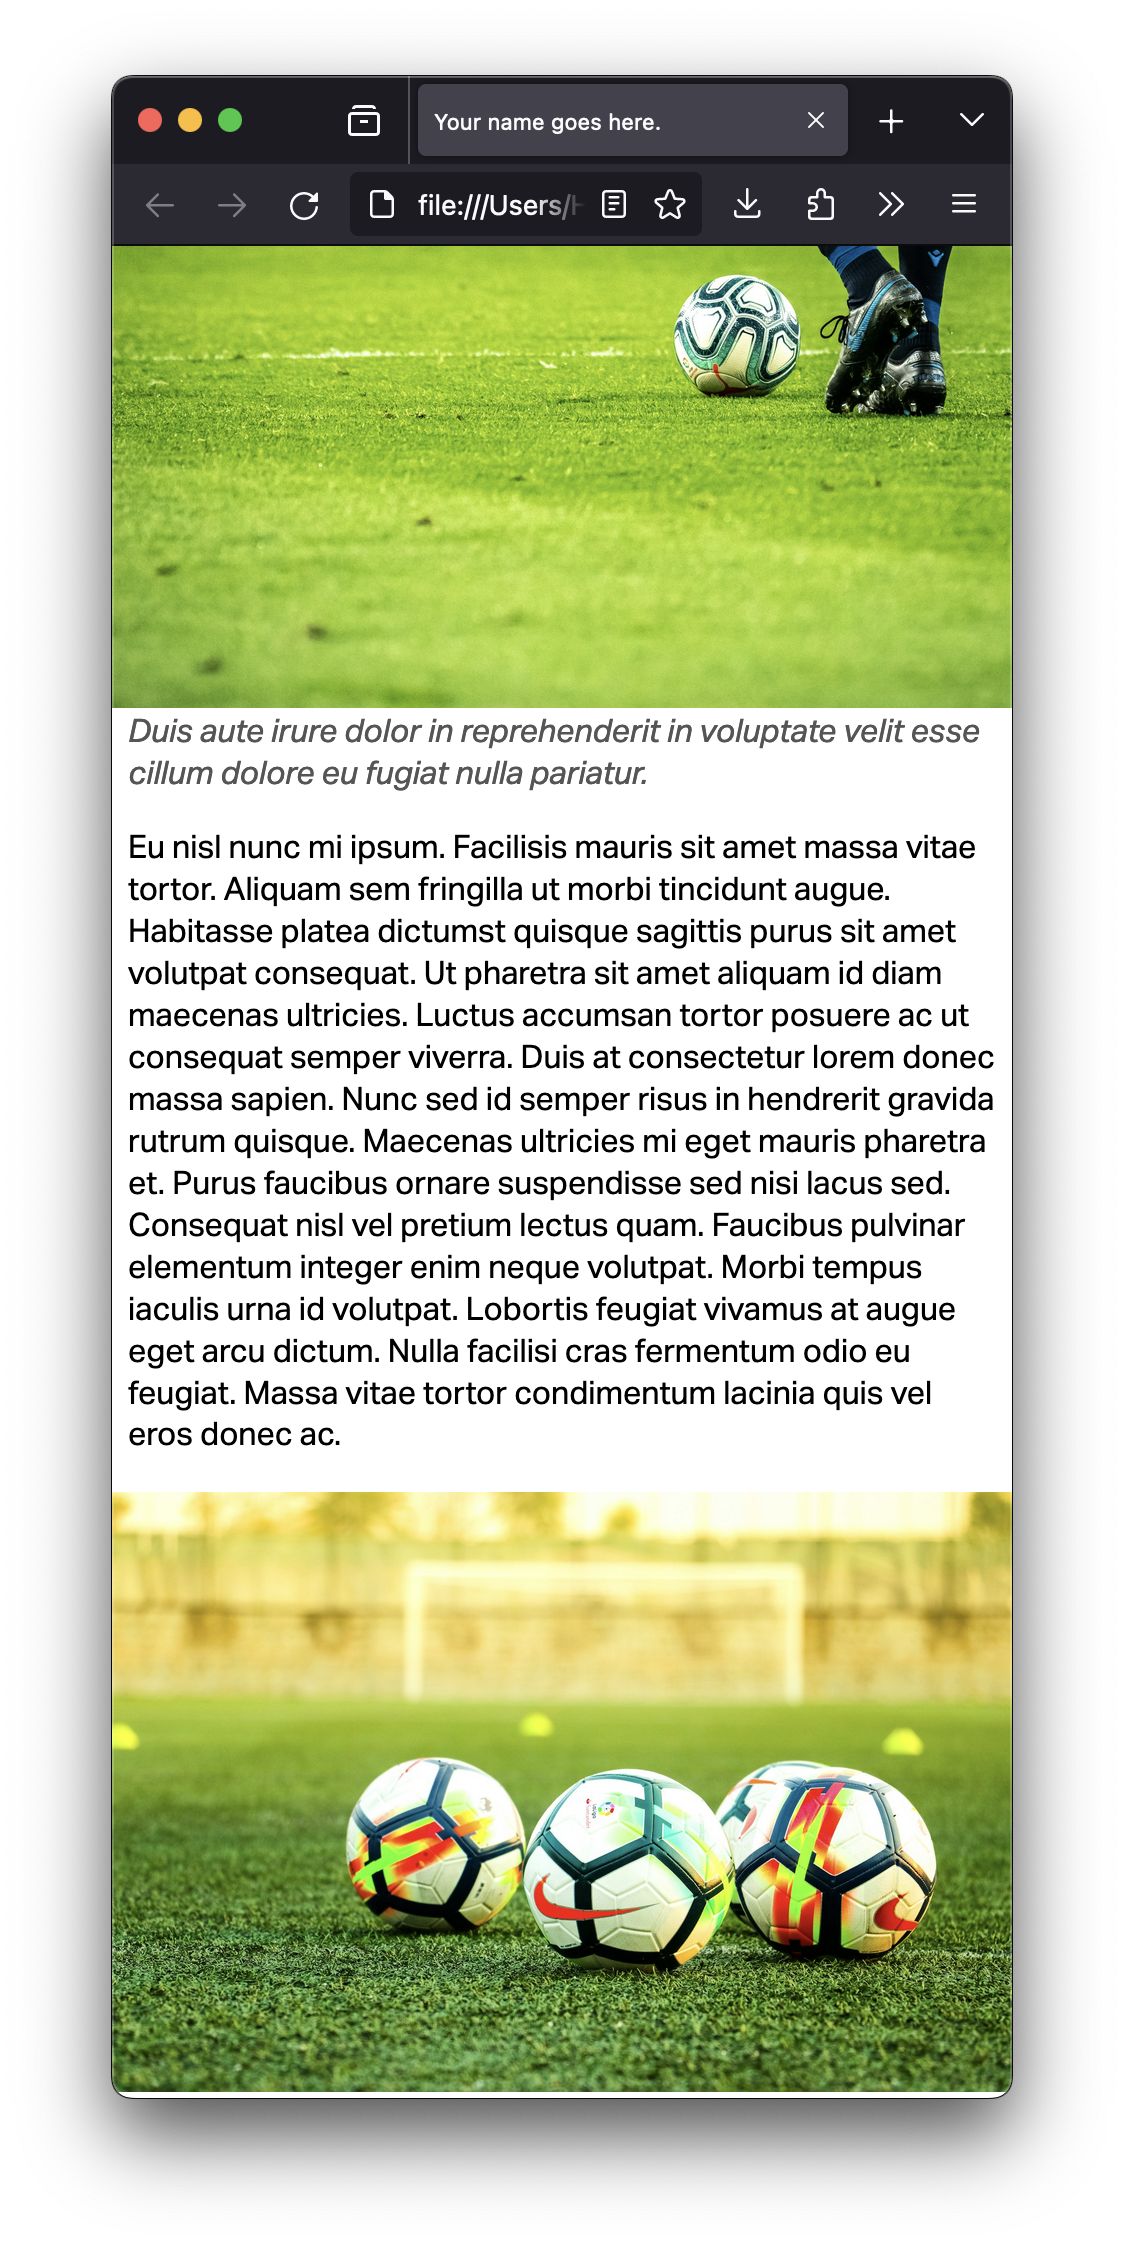 Your name goes here.
file:///Users/
Duis aute irure dolor in reprehenderit in voluptate velit esse
cillum dolore eu fugiat nulla pariatur.
Eu nisl nunc mi ipsum. Facilisis mauris sit amet massa vitae
tortor. Aliquam sem fringilla ut morbi tincidunt augue.
Habitasse platea dictumst quisque sagittis purus sit amet
volutpat consequat. Ut pharetra sit amet aliquam id diam
maecenas ultricies. Luctus accumsan tortor posuere ac ut
consequat semper viverra. Duis at consectetur lorem donec
massa sapien. Nunc sed id semper risus in hendrerit gravida
rutrum quisque. Maecenas ultricies mi eget mauris pharetra
et. Purus faucibus ornare suspendisse sed nisi lacus sed.
Consequat nisl vel pretium lectus quam. Faucibus pulvinar
elementum integer enim neque volutpat. Morbi tempus
iaculis urna id volutpat. Lobortis feugiat vivamus at augue
eget arcu dictum. Nulla facilisi cras fermentum odio eu
feugiat. Massa vitae tortor condimentum lacinia quis vel
eros donec ac.